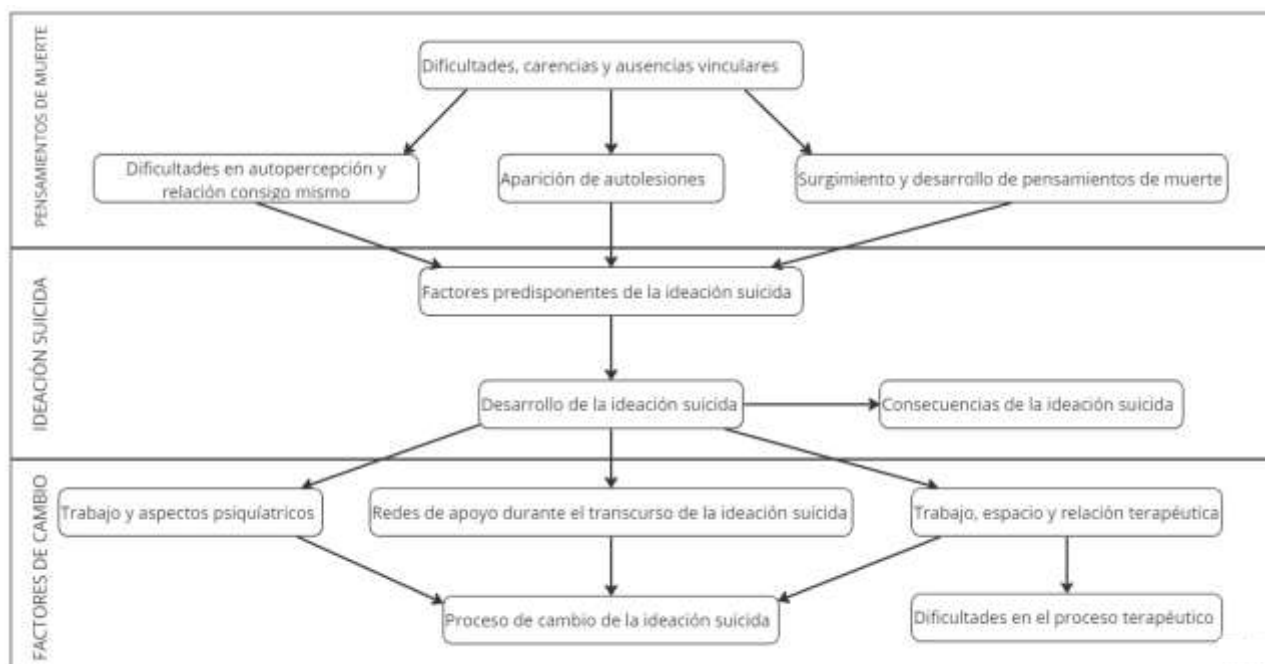 PENSAMIENTOS DE MUERTE
Dificultades, carencias y ausencias vinculares
Dificultades en autopercepción y
relación consigo mismo
Aparición de autolesiones
Surgimiento y desarrollo de pensamientos de muerte
IDEACIÓN SUICIDA
Factores predisponentes de la ideación suicida
Desarrollo de la ideación suicida
Consecuencias de la ideación suicida
FACTORES DE CAMBIO
Trabajo y aspectos psiquíatricos
Redes de apoyo durante el transcurso de la ideación suicida
Trabajo, espacio y relación terapéutica
Proceso de cambio de la ideación suicida
Dificultades en el proceso terapéutico